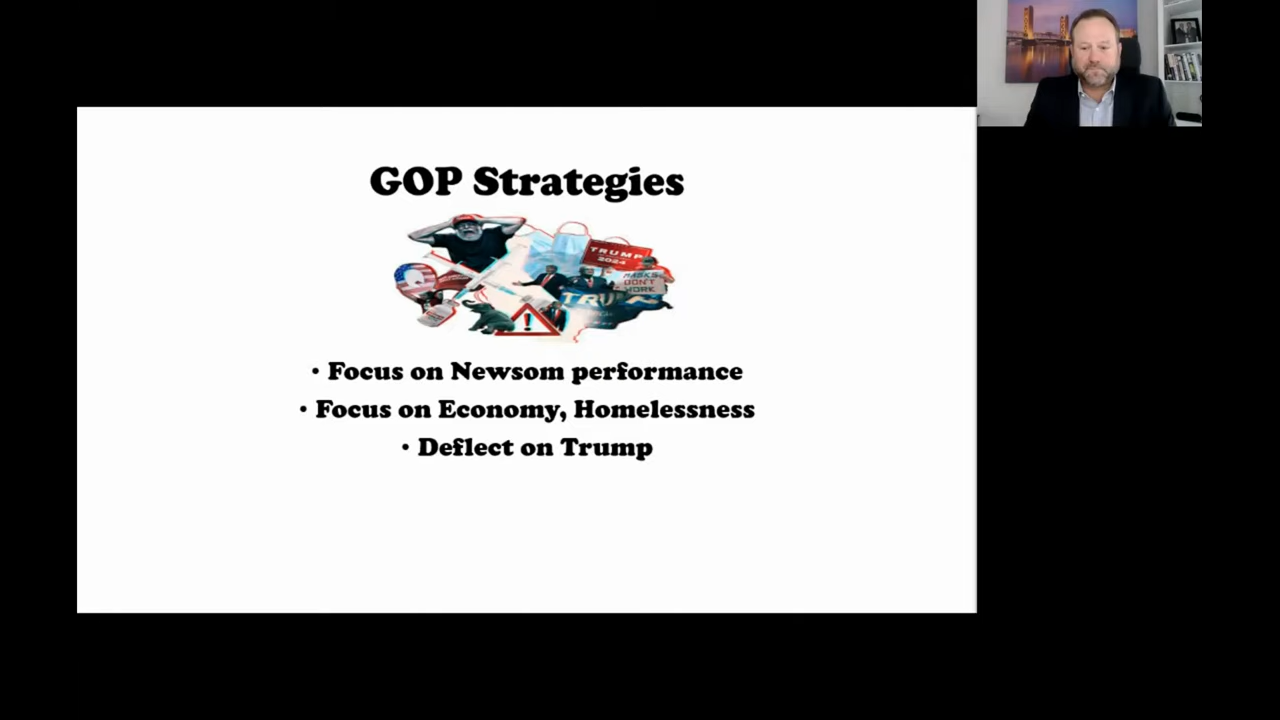 GOP Strategies
TRUMP
2024
MASKS
DON'T
WORK
• Focus on Newsom performance
• Focus on Economy, Homelessness
• Deflect on Trump